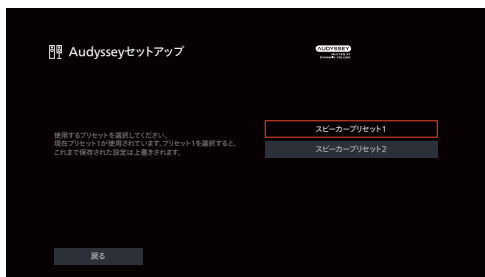 Audysseyセットアップ
AUDYSSEY
MULTEQ XT
DYNAMIC VOLUME
スピーカープリセット1
使用するプリセットを選択してください。
現在プリセット1が使用されています。プリセット1を選択すると、
これまで保存された設定は上書きされます。
スピーカープリセット2
戻る